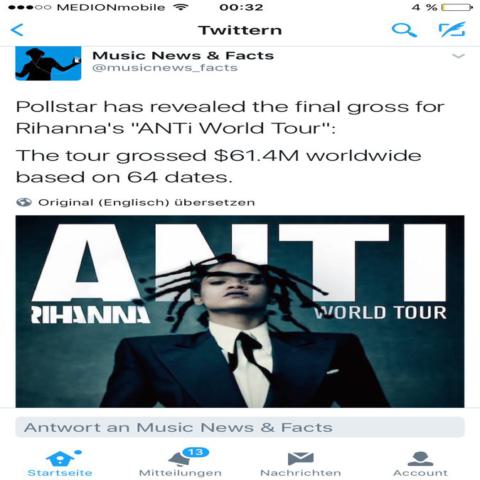 MEDIONmobile 00:32 4 %
Twittern
Music News & Facts
@musicnews_facts
Pollstar has revealed the final gross for
Rihanna's "ANTi World Tour":
The tour grossed $61.4M worldwide
based on 64 dates.
Original (Englisch) übersetzen
ANTI
RIHANNA WORLD TOUR
Antwort an Music News & Facts
13
Startseite Mitteilungen Nachrichten Account